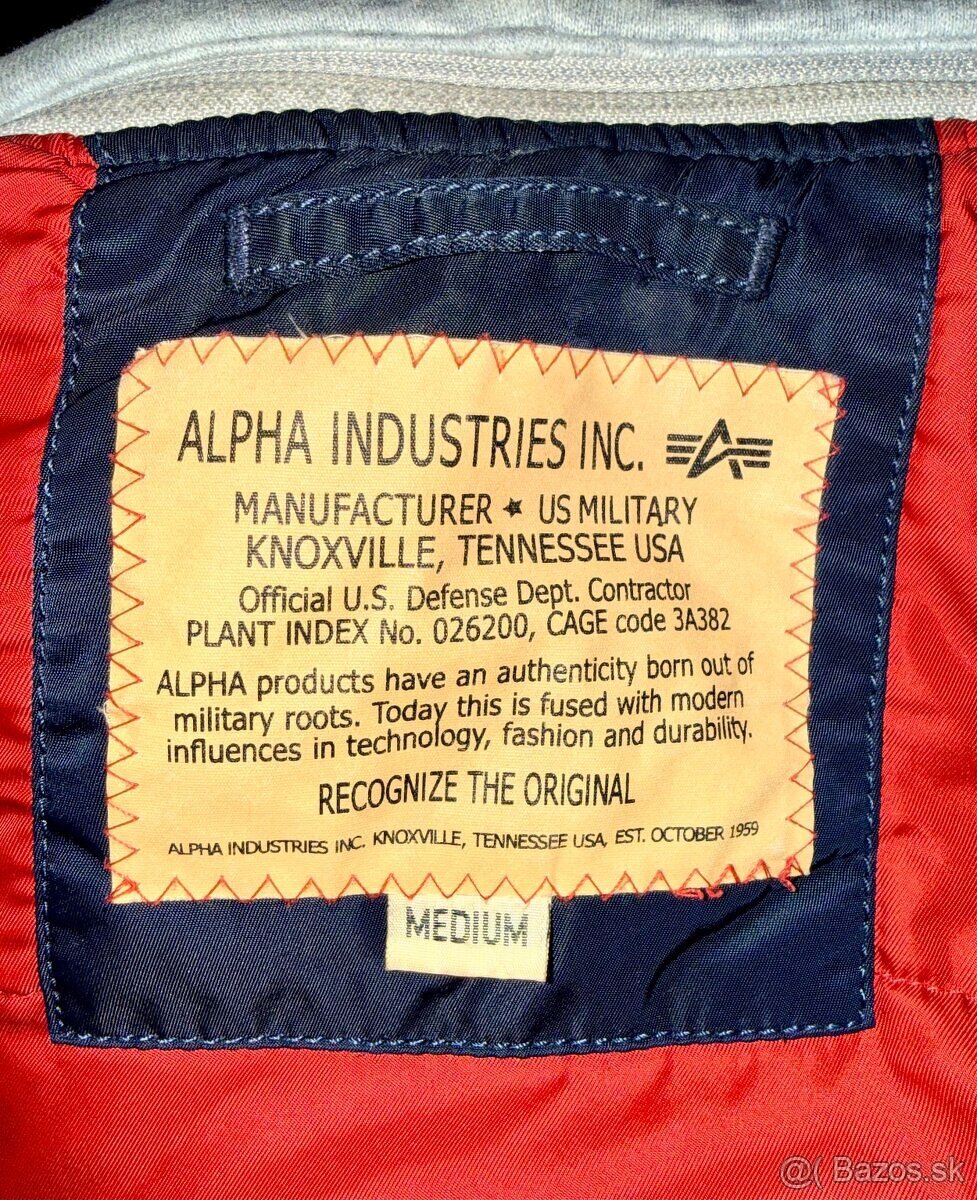 ALPHA INDUSTRIES INC.
MANUFACTURER ★ US MILITARY
KNOXVILLE, TENNESSEE USA
Official U.S. Defense Dept. Contractor
PLANT INDEX No. 026200, CAGE code 3A382
ALPHA products have an authenticity born out of
military roots. Today this is fused with modern
influences in technology, fashion and durability.
RECOGNIZE THE ORIGINAL
ALPHA INDUSTRIES INC. KNOXVILLE, TENNESSEE USA, EST. OCTOBER 1959
MEDIUM
@( Bazos.sk